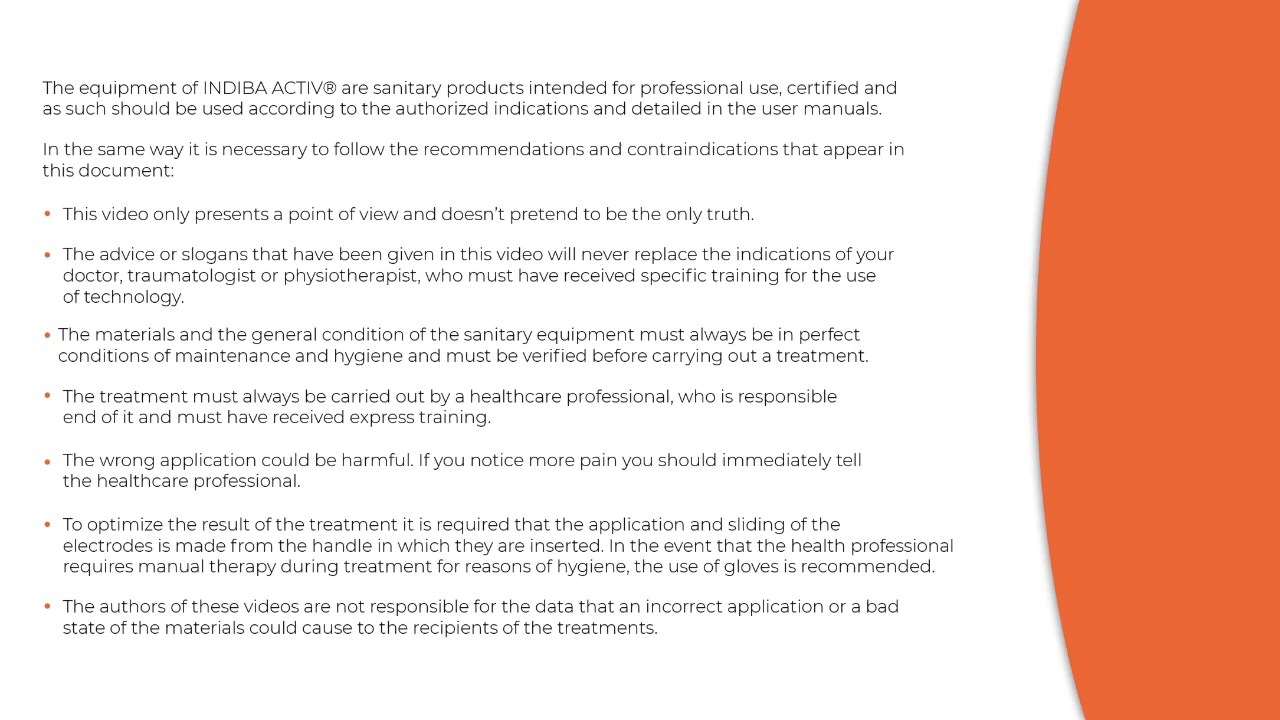 The equipment of INDIBA ACTIV® are sanitary products intended for professional use, certified and
as such should be used according to the authorized indications and detailed in the user manuals.
In the same way it is necessary to follow the recommendations and contraindications that appear in
this document:
• This video only presents a point of view and doesn't pretend to be the only truth.
• The advice or slogans that have been given in this video will never replace the indications of your
doctor, traumatologist or physiotherapist, who must have received specific training for the use
of technology.
• The materials and the general condition of the sanitary equipment must always be in perfect
conditions of maintenance and hygiene and must be verified before carrying out a treatment.
• The treatment must always be carried out by a healthcare professional, who is responsible
end of it and must have received express training.
• The wrong application could be harmful. If you notice more pain you should immediately tell
the healthcare professional.
• To optimize the result of the treatment it is required that the application and sliding of the
electrodes is made from the handle in which they are inserted. In the event that the health professional
requires manual therapy during treatment for reasons of hygiene, the use of gloves is recommended.
• The authors of these videos are not responsible for the data that an incorrect application or a bad
state of the materials could cause to the recipients of the treatments.